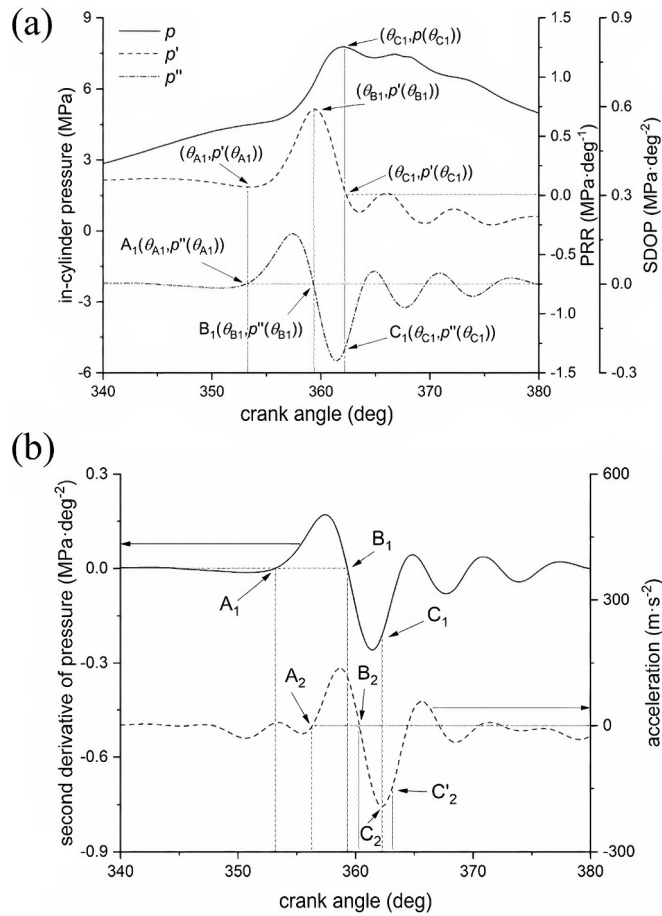 (a)
p
p'
p"
(θC1,p(θC1))
(θB1,p'(θB1))
(θA1,p'(θA1))
(θC1,p'(θC1))
A1(θA1,p"(θA1))
B1(θB1,p"(θB1))
C1(θC1,p"(θC1))
9
6
3
0
-3
-6
in-cylinder pressure (MPa)
1.5
1.0
0.5
0.0
-0.5
-1.0
-1.5
PRR (MPa·deg-1)
0.9
0.6
0.3
0.0
-0.3
SDOP (MPa·deg-2)
340 350 360 370 380
crank angle (deg)
(b)
0.3
0.0
-0.3
-0.6
-0.9
second derivative of pressure (MPa·deg-2)
A1
B1
C1
A2
B2
C'2
C2
600
300
0
-300
acceleration (m·s-2)
340 350 360 370 380
crank angle (deg)